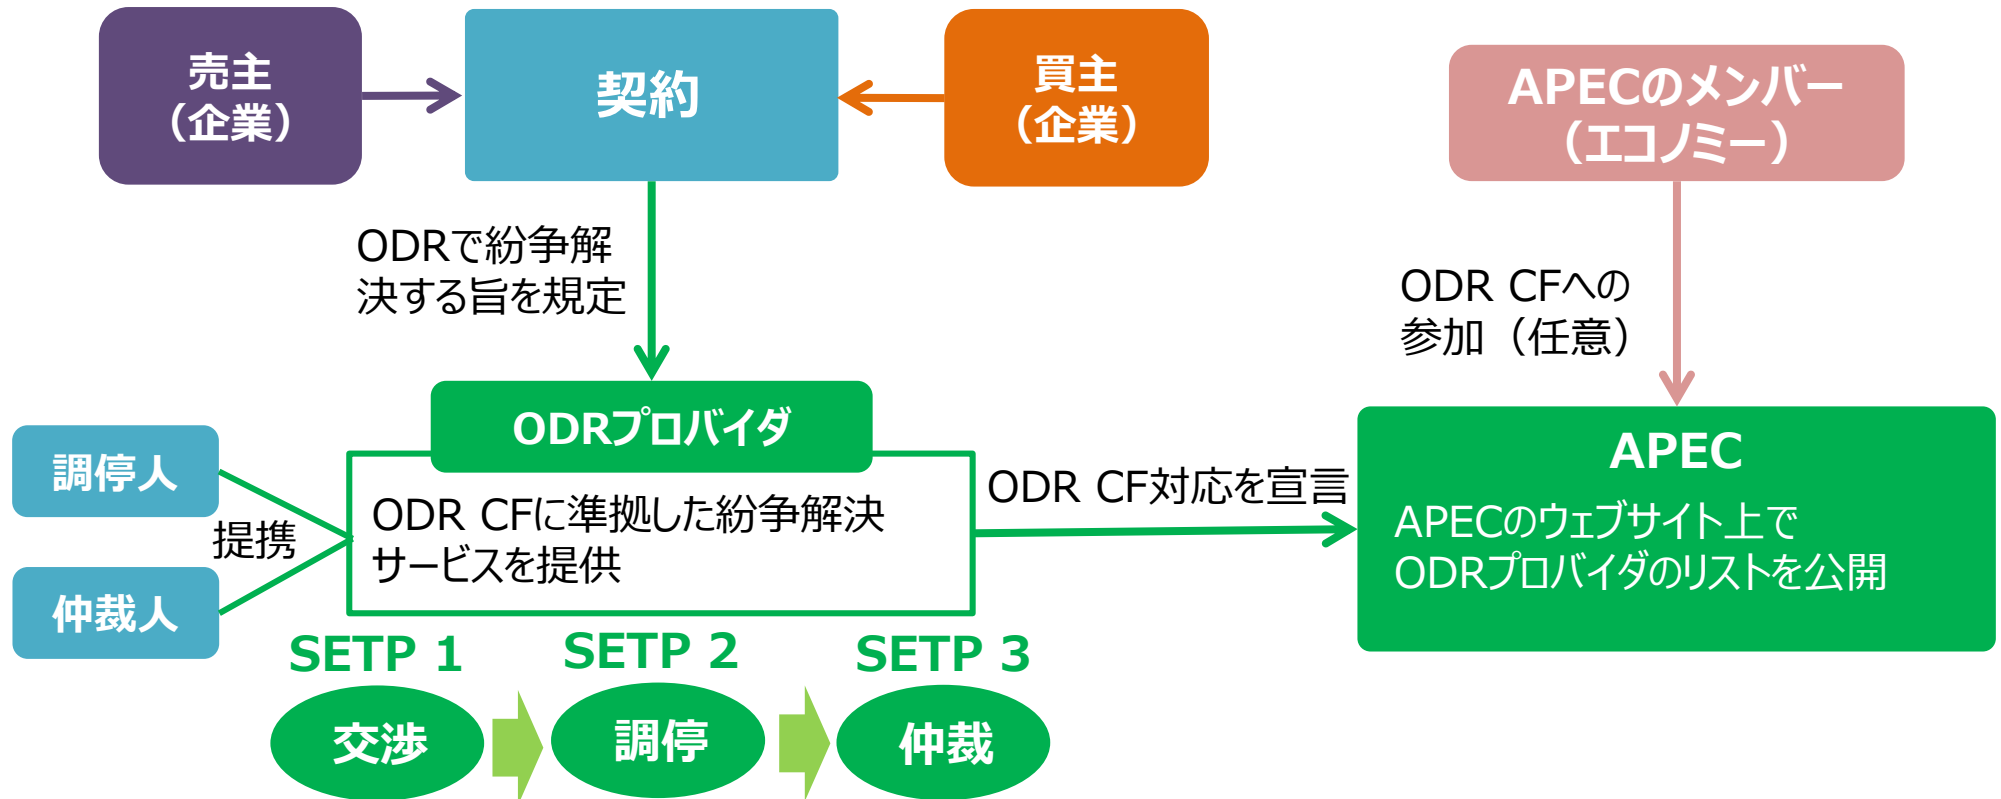 売主
（企業）
契約
買主
（企業）
APECのメンバー
（エコノミー）
ODRで紛争解
決する旨を規定
ODR CFへの
参加（任意）
ODRプロバイダ
調停人
提携
仲裁人
ODR CFに準拠した紛争解決
サービスを提供
ODR CF対応を宣言
APEC
APECのウェブサイト上で
ODRプロバイダのリストを公開
SETP 1
SETP 2
SETP 3
交渉
調停
仲裁